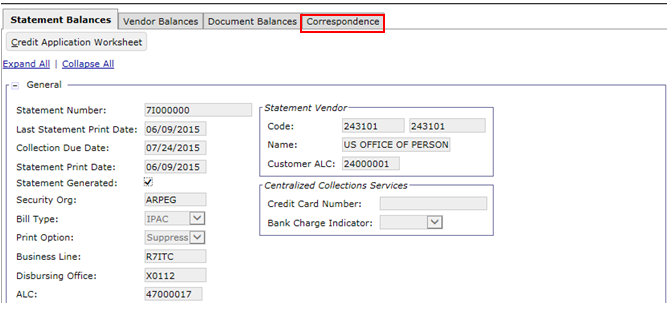 Statement Balances Vendor Balances Document Balances Correspondence
Credit Application Worksheet
Expand All | Collapse All
General
Statement Number: 7I000000
Last Statement Print Date: 06/09/2015
Collection Due Date: 07/24/2015
Statement Print Date: 06/09/2015
Statement Generated:
Security Org: ARPEG
Bill Type: IPAC
Print Option: Suppress
Business Line: R7ITC
Disbursing Office: X0112
ALC: 47000017
Statement Vendor
Code: 243101 243101
Name: US OFFICE OF PERSON
Customer ALC: 24000001
Centralized Collections Services
Credit Card Number:
Bank Charge Indicator: